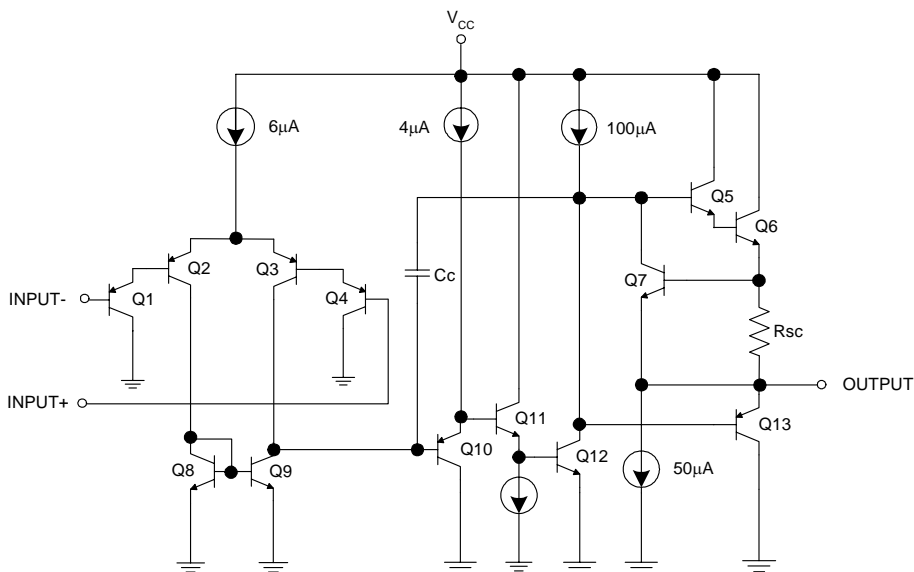 VCC
6μA
4μA
100μA
Q5
Q6
Q2
Q3
Cc
Q7
INPUT-
Q1
Q4
Rsc
OUTPUT
INPUT+
Q11
Q13
Q8
Q9
Q10
Q12
50μA